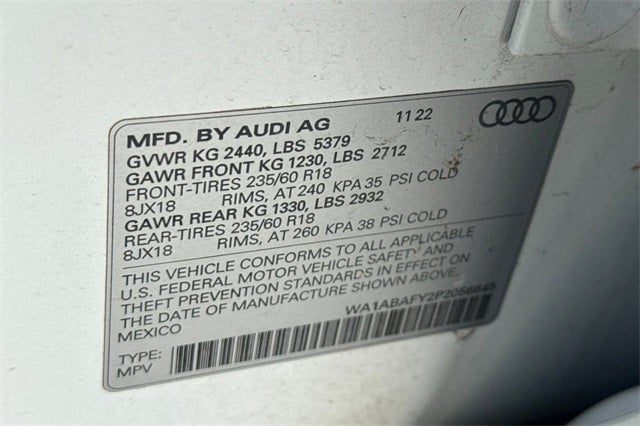 MFD. BY AUDI AG 11 22
GVWR KG 2440, LBS 5379
GAWR FRONT KG 1230, LBS 2712
FRONT-TIRES 235/60 R18
8JX18 RIMS, AT 240 KPA 35 PSI COLD
GAWR REAR KG 1330, LBS 2932
REAR-TIRES 235/60 R18
8JX18 RIMS, AT 260 KPA 38 PSI COLD
THIS VEHICLE CONFORMS TO ALL APPLICABLE
U.S. FEDERAL MOTOR VEHICLE SAFETY AND
THEFT PREVENTION STANDARDS IN EFFECT ON
THE DATE OF MANUFACTURE SHOWN ABOVE.
MEXICO WA1ABAFY2P2056645
TYPE:
MPV